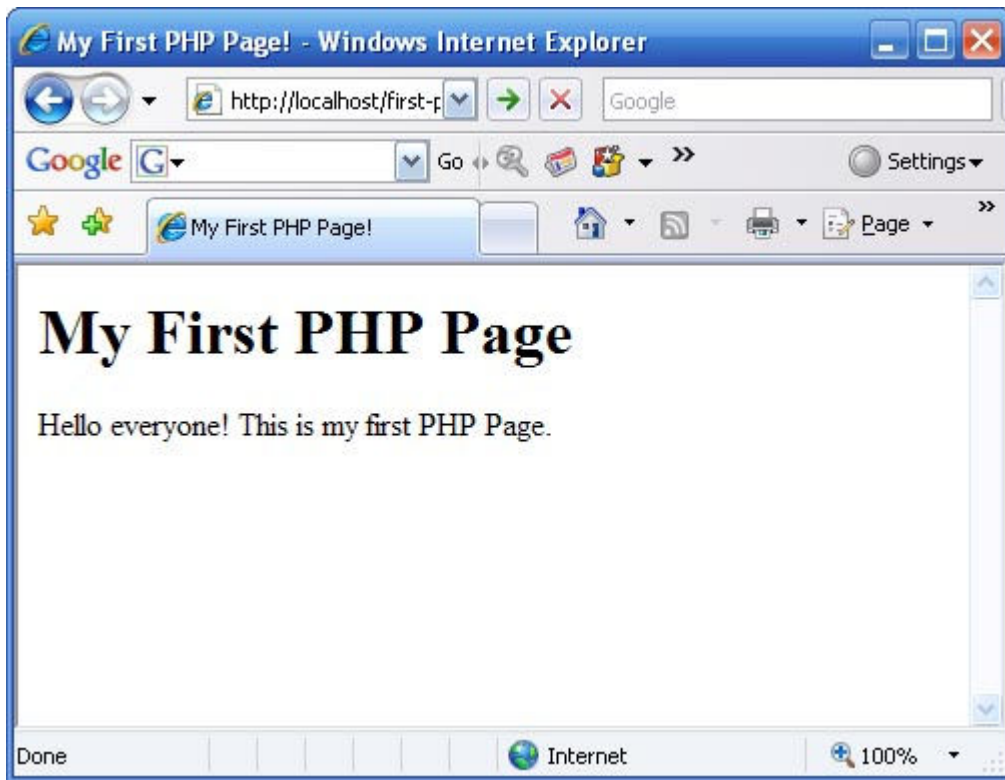 My First PHP Page! - Windows Internet Explorer
http://localhost/first-p
Google
Google G Go » Settings
My First PHP Page! Page »
My First PHP Page
Hello everyone! This is my first PHP Page.
Done Internet 100%